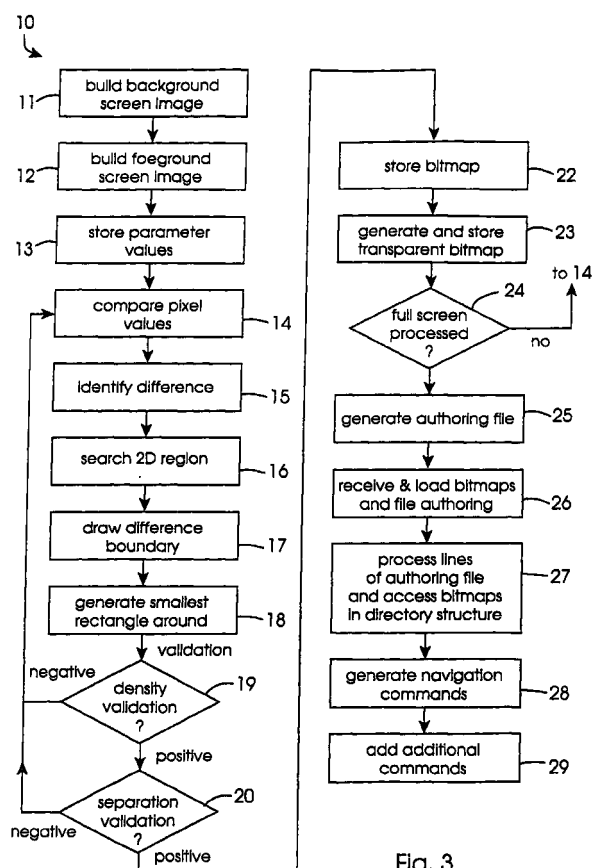 10
build background
screen image
11
build foeground
screen image
12
store parameter
values
13
compare pixel
values
14
identify difference
15
search 2D region
16
draw difference
boundary
17
generate smallest
rectangle around
18
validation
negative
density
validation
?
19
positive
separation
validation
?
20
negative
positive
store bitmap
22
generate and store
transparent bitmap
23
to 14
24
full screen
processed
?
no
generate authoring file
25
receive & load bitmaps
and file authoring
26
process lines
of authoring file
and access bitmaps
in directory structure
27
generate navigation
commands
28
add additional
commands
29
Fig. 3